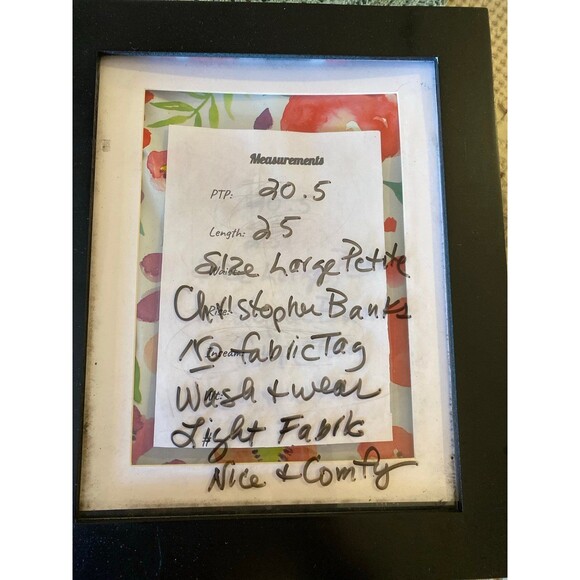 Measurements
PTP: 20.5
Length: 25
Size Large Petite
Christopher Banks
No fabric Tag
Wash + wear
Light Fabric
Nice + Comfy